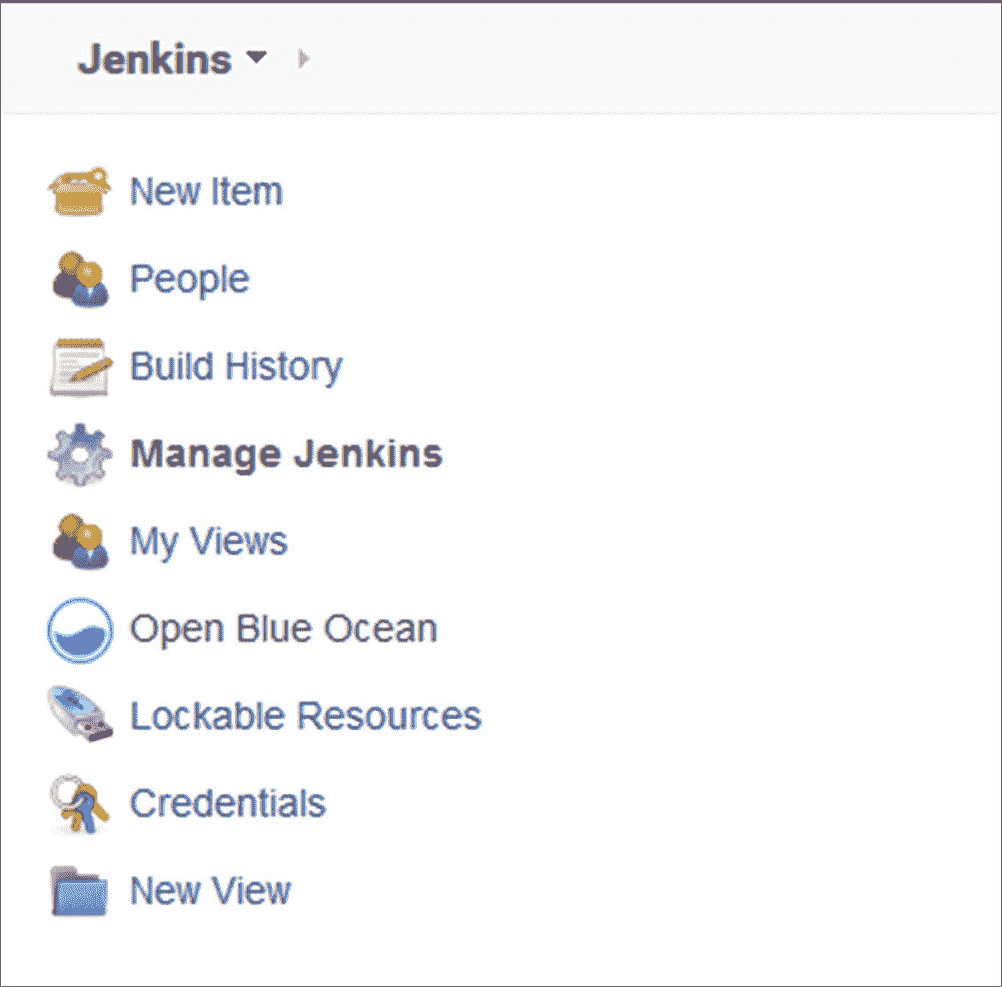 Jenkins
New Item
People
Build History
Manage Jenkins
My Views
Open Blue Ocean
Lockable Resources
Credentials
New View